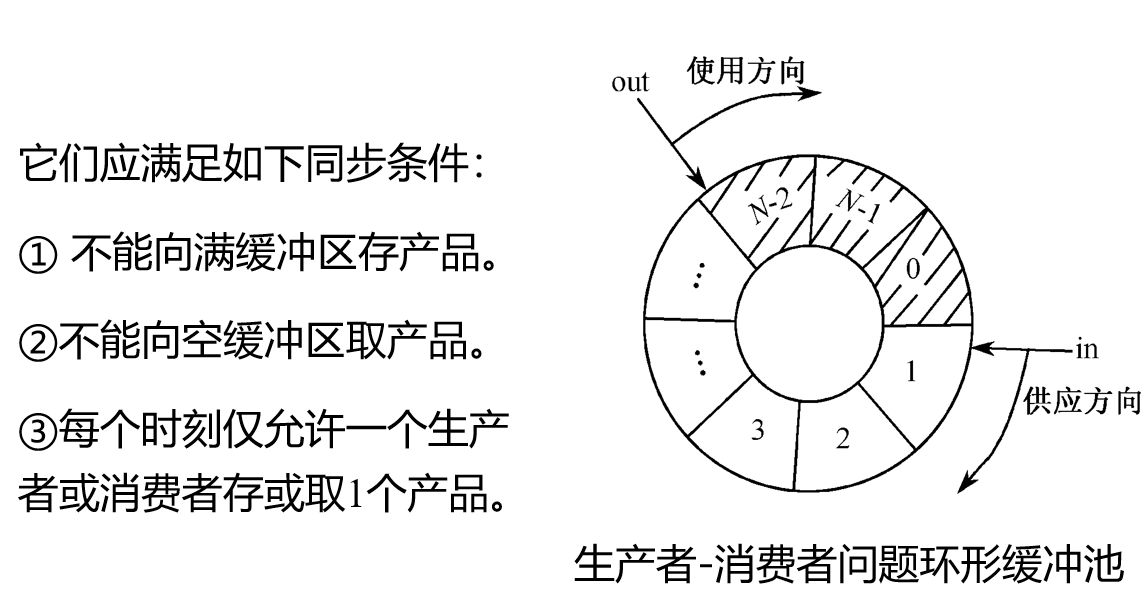 它们应满足如下同步条件：
① 不能向满缓冲区存产品。
②不能向空缓冲区取产品。
③每个时刻仅允许一个生产
者或消费者存或取1个产品。
out
使用方向
N-2
N-1
0
⋮
⋮
1
in
供应方向
3
2
生产者-消费者问题环形缓冲池